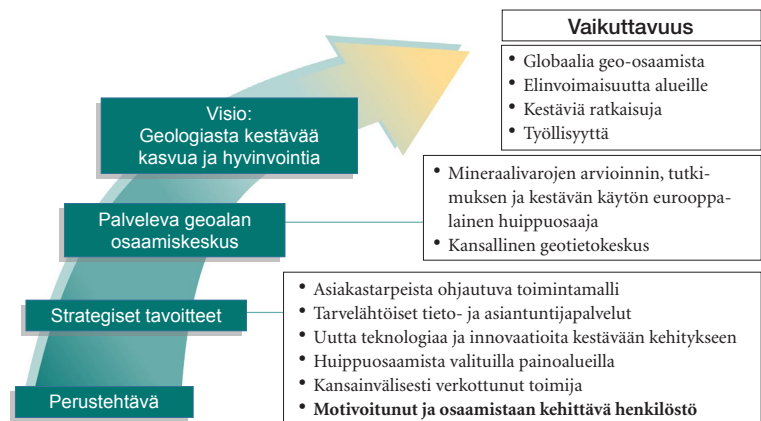 Vaikuttavuus
• Globaalia geo-osaamista
• Elinvoimaisuutta alueille
• Kestäviä ratkaisuja
• Työllisyyttä
Visio:
Geologiasta kestävää
kasvua ja hyvinvointia
• Mineraalivarojen arvioinnin, tutki-
muksen ja kestävän käytön eurooppa-
lainen huippuosaaja
• Kansallinen geotietokeskus
Palveleva geoalan
osaamiskeskus
• Asiakastarpeista ohjautuva toimintamalli
• Tarvelähtöiset tieto- ja asiantuntijapalvelut
• Uutta teknologiaa ja innovaatioita kestävään kehitykseen
• Huippuosaamista valituilla painoalueilla
• Kansainvälisesti verkottunut toimija
• Motivoitunut ja osaamistaan kehittävä henkilöstö
Strategiset tavoitteet
Perustehtävä